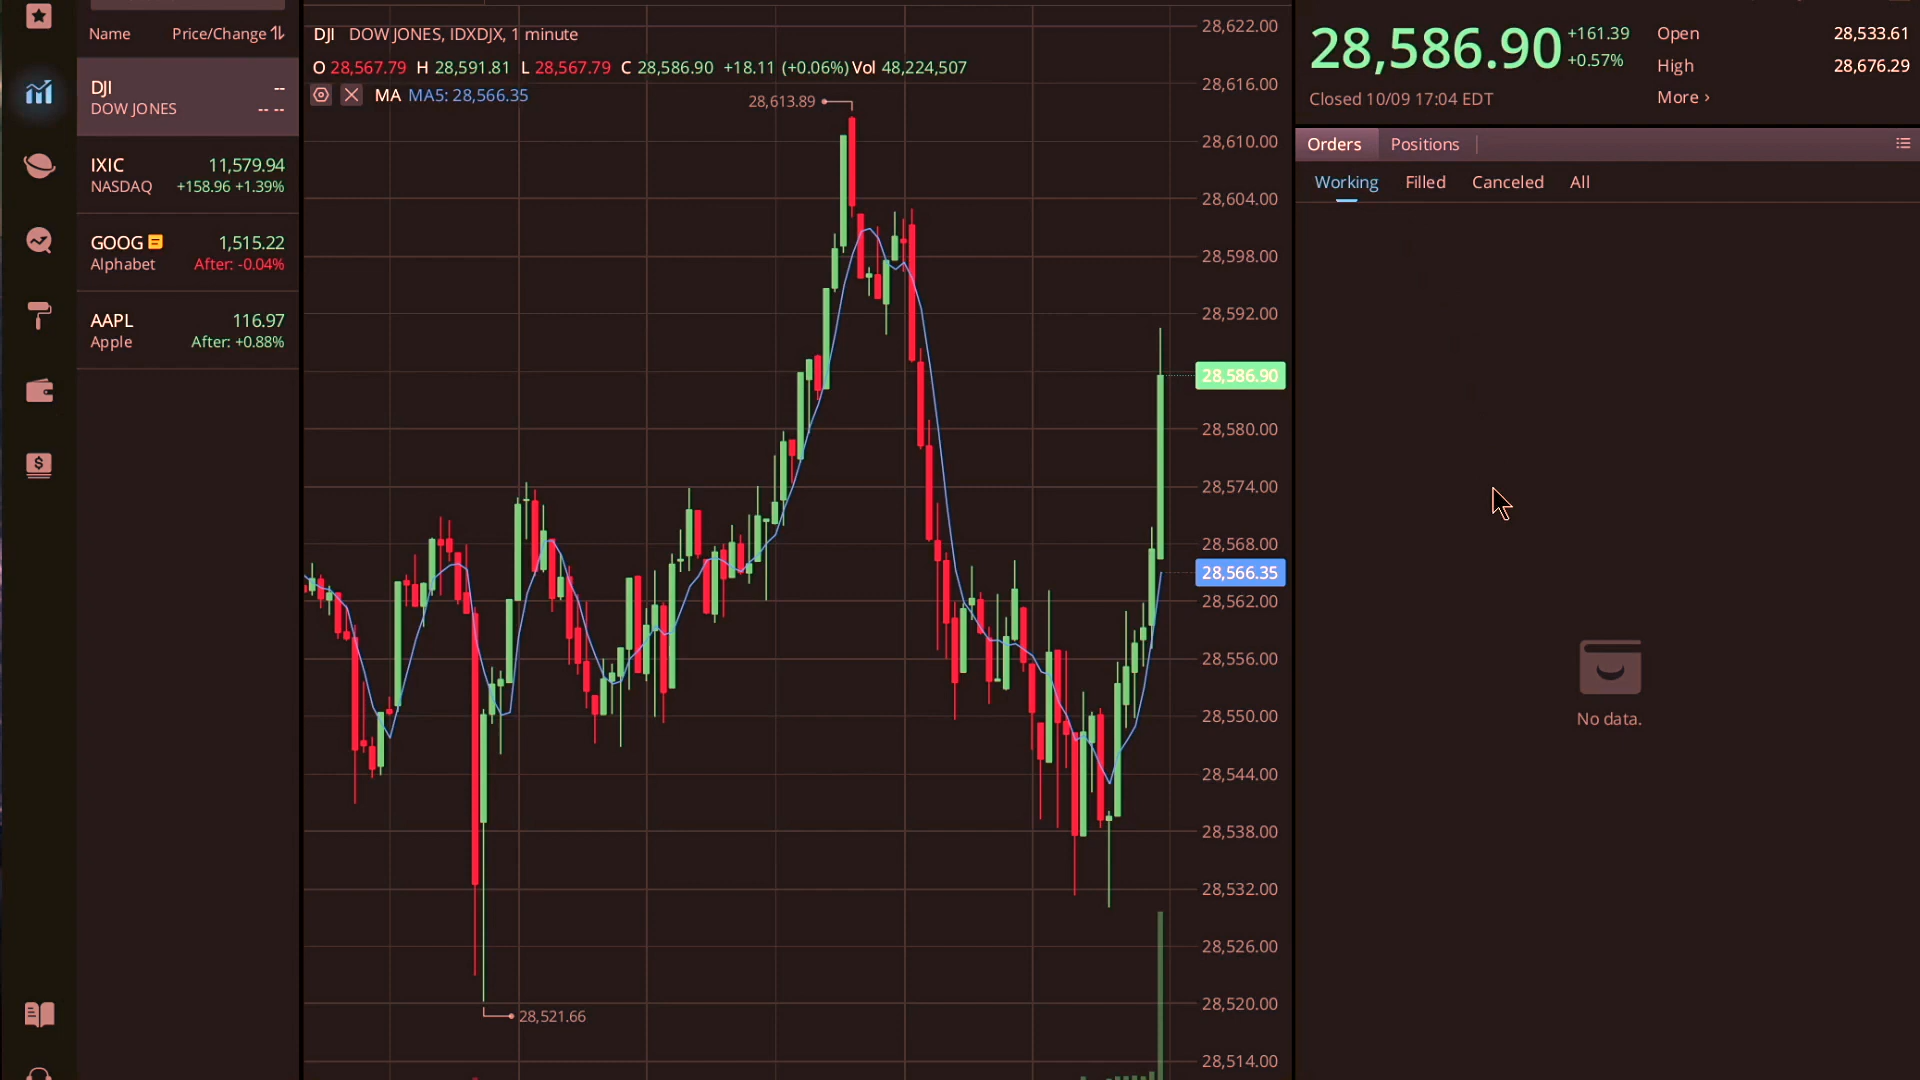 Name Price/Change
DJI --
DOW JONES -- --
IXIC 11,579.94
NASDAQ +158.96 +1.39%
GOOG 1,515.22
Alphabet After: -0.04%
AAPL 116.97
Apple After: +0.88%
DJI DOW JONES, IDXDJX, 1 minute
O 28,567.79 H 28,591.81 L 28,567.79 C 28,586.90 +18.11 (+0.06%) Vol 48,224,507
MA MA5: 28,566.35
28,613.89
28,521.66
28,622.00
28,616.00
28,610.00
28,604.00
28,598.00
28,592.00
28,586.90
28,580.00
28,574.00
28,568.00
28,566.35
28,562.00
28,556.00
28,550.00
28,544.00
28,538.00
28,532.00
28,526.00
28,520.00
28,514.00
28,586.90 +161.39
+0.57%
Closed 10/09 17:04 EDT
Open 28,533.61
High 28,676.29
More ›
Orders Positions
Working Filled Canceled All
No data.